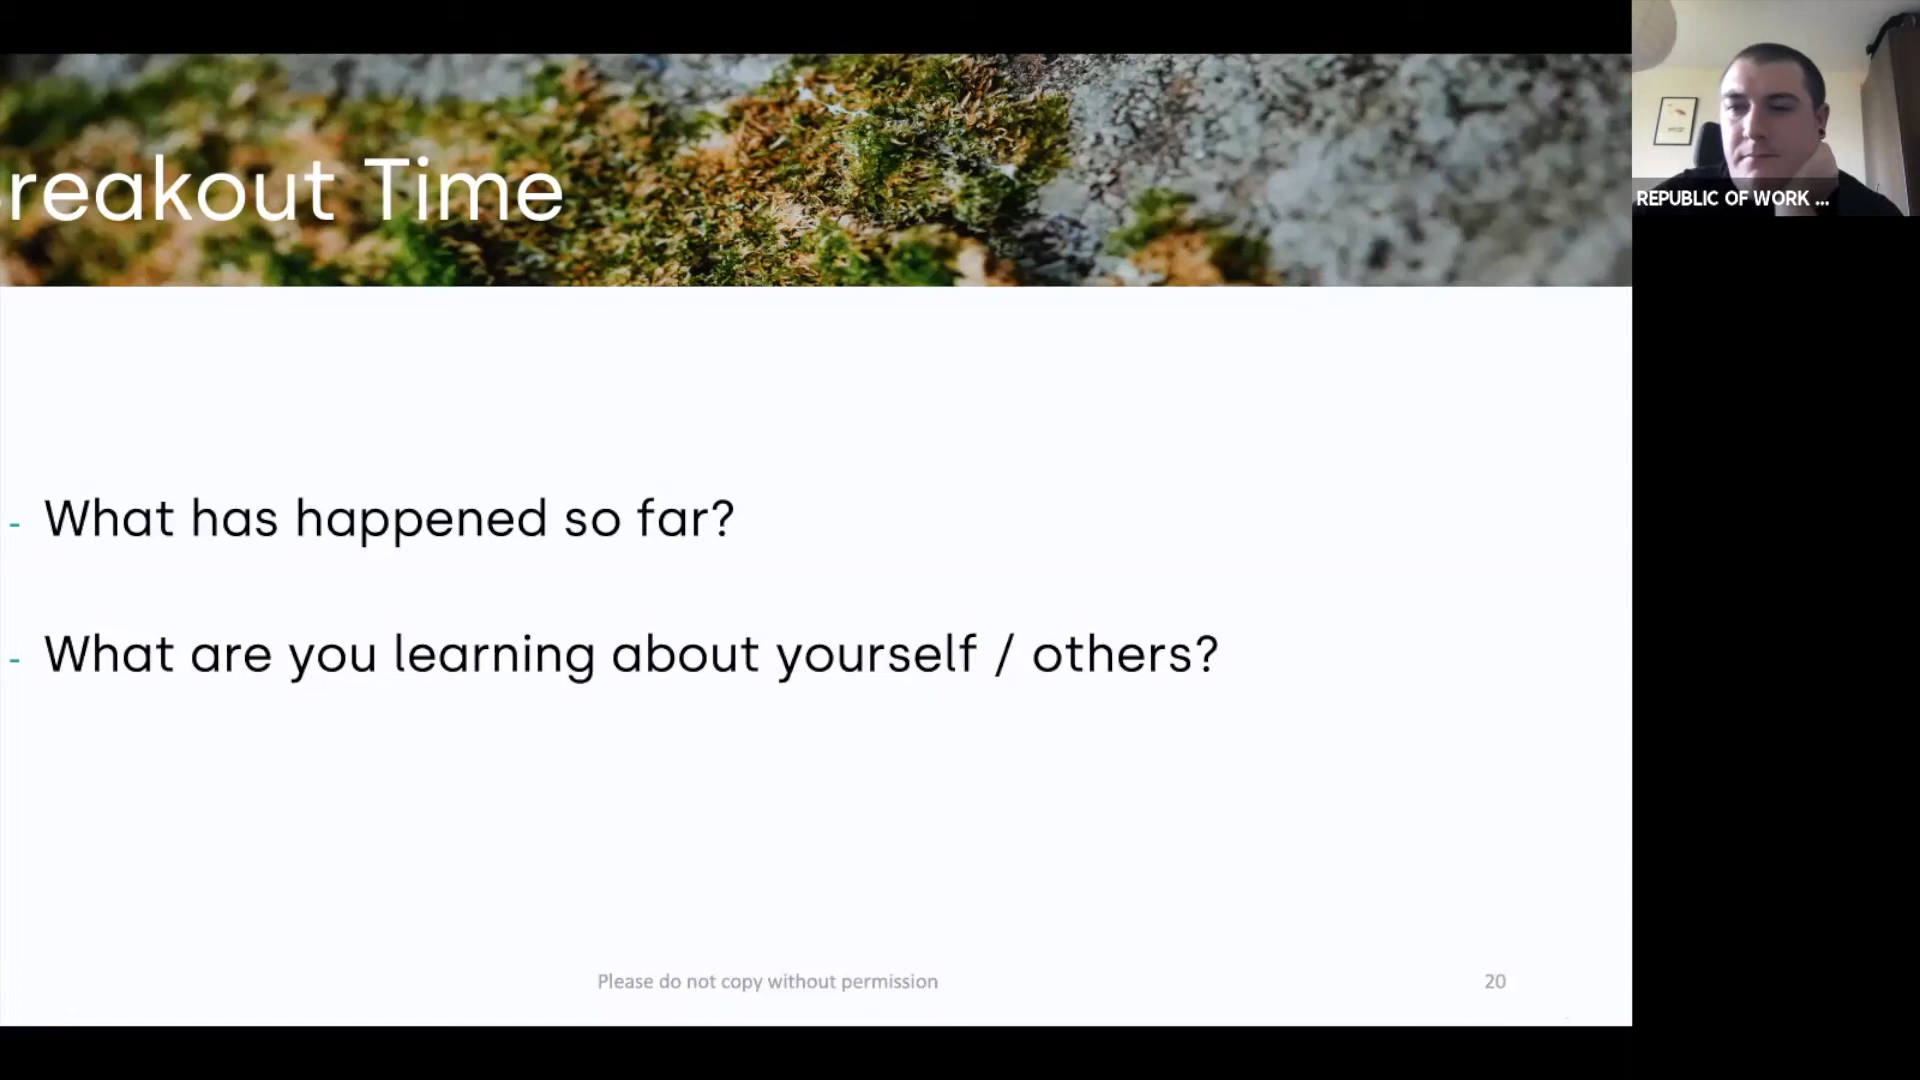 reakout Time
REPUBLIC OF WORK ...
- What has happened so far?
- What are you learning about yourself / others?
Please do not copy without permission
20